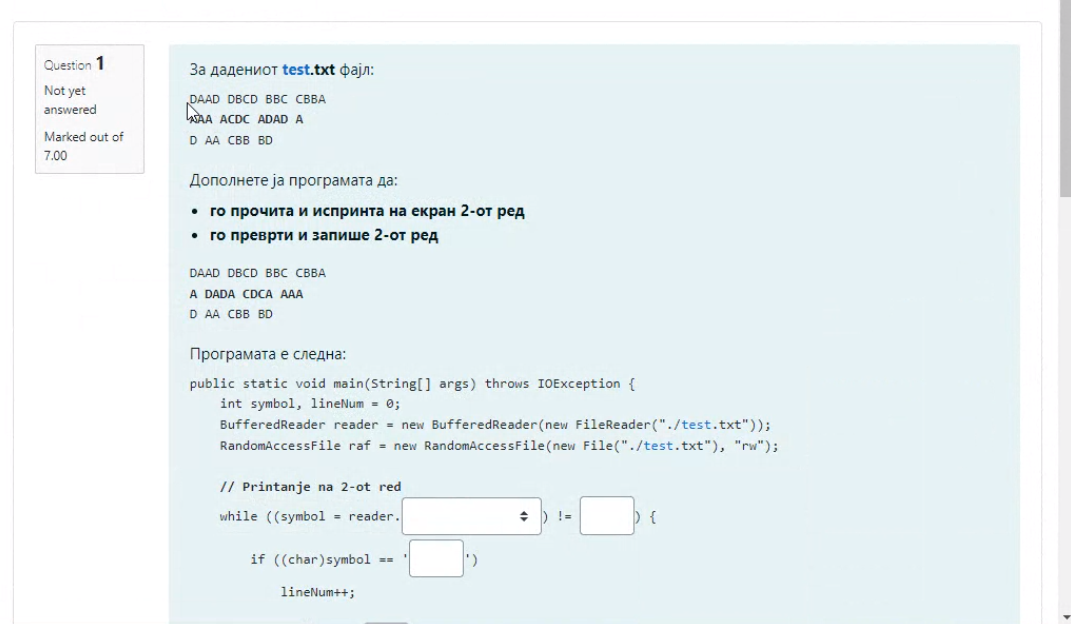 Question 1
Not yet
answered
Marked out of
7.00
За дадениот test.txt фајл:
DAAD DBCD BBC CBBA
AAA ACDC ADAD A
D AA CBB BD
Дополнете ја програмата да:
• го прочита и испринта на екран 2-от ред
• го преврти и запише 2-от ред
DAAD DBCD BBC CBBA
A DADA CDCA AAA
D AA CBB BD
Програмата е следна:
public static void main(String[] args) throws IOException {
int symbol, lineNum = 0;
BufferedReader reader = new BufferedReader(new FileReader("./test.txt"));
RandomAccessFile raf = new RandomAccessFile(new File("./test.txt"), "rw");
// Printanje na 2-ot red
while ((symbol = reader. ) != ) {
if ((char)symbol == ' ')
lineNum++;